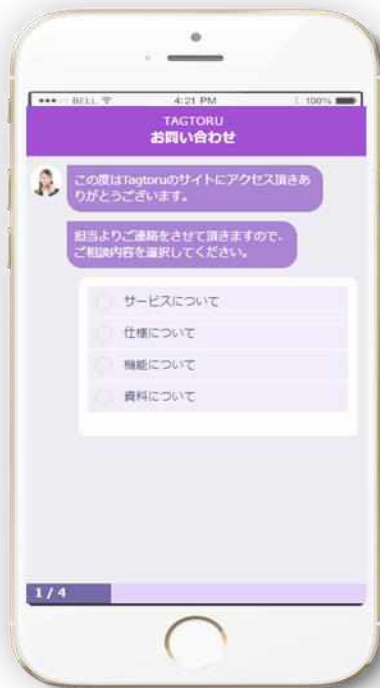 BELL 4:21 PM 100%
TAGTORU
お問い合わせ
この度はTagtoruのサイトにアクセス頂きあ
りがとうございます。
担当よりご連絡をさせて頂きますので、
ご相談内容を選択してください。
サービスについて
仕様について
機能について
資料について
1 / 4